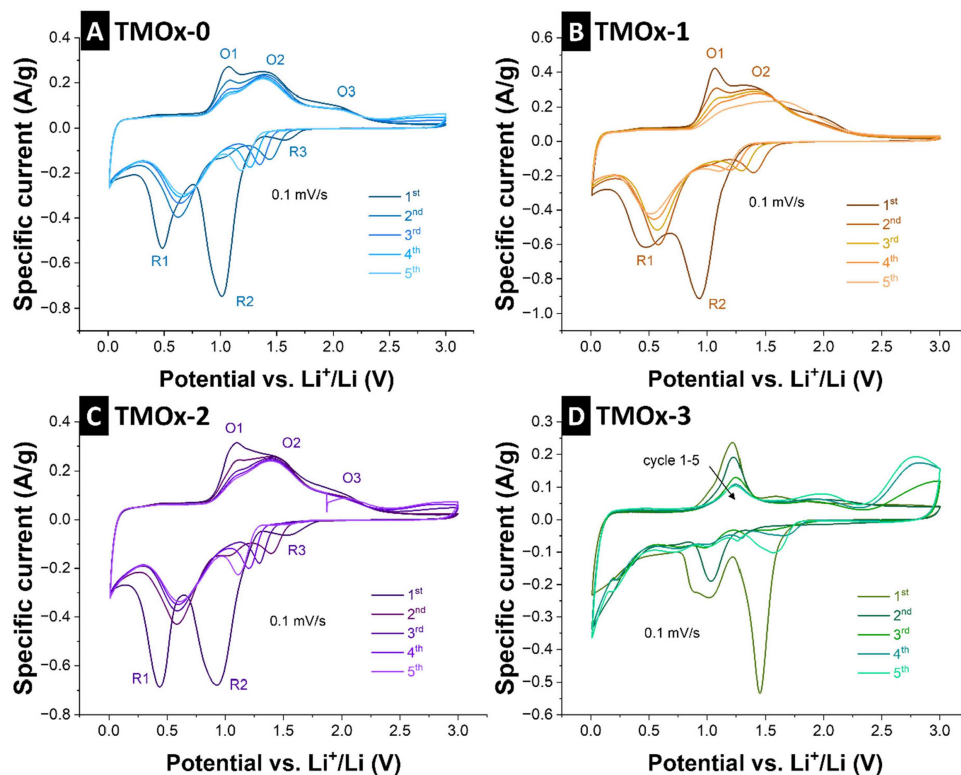 A TMOx-0
0.4
0.2
0.0
−0.2
−0.4
−0.6
−0.8
Specific current (A/g)
O1
O2
O3
R3
0.1 mV/s
R1
R2
1st
2nd
3rd
4th
5th
0.0 0.5 1.0 1.5 2.0 2.5 3.0
Potential vs. Li+/Li (V)
B TMOx-1
0.6
0.4
0.2
0.0
−0.2
−0.4
−0.6
−0.8
−1.0
Specific current (A/g)
O1
O2
0.1 mV/s
R1
R2
1st
2nd
3rd
4th
5th
0.0 0.5 1.0 1.5 2.0 2.5 3.0
Potential vs. Li+/Li (V)
C TMOx-2
0.4
0.2
0.0
−0.2
−0.4
−0.6
−0.8
Specific current (A/g)
O1
O2
O3
R3
0.1 mV/s
R1
R2
1st
2nd
3rd
4th
5th
0.0 0.5 1.0 1.5 2.0 2.5 3.0
Potential vs. Li+/Li (V)
D TMOx-3
0.3
0.2
0.1
0.0
−0.1
−0.2
−0.3
−0.4
−0.5
−0.6
Specific current (A/g)
cycle 1-5
0.1 mV/s
1st
2nd
3rd
4th
5th
0.0 0.5 1.0 1.5 2.0 2.5 3.0
Potential vs. Li+/Li (V)